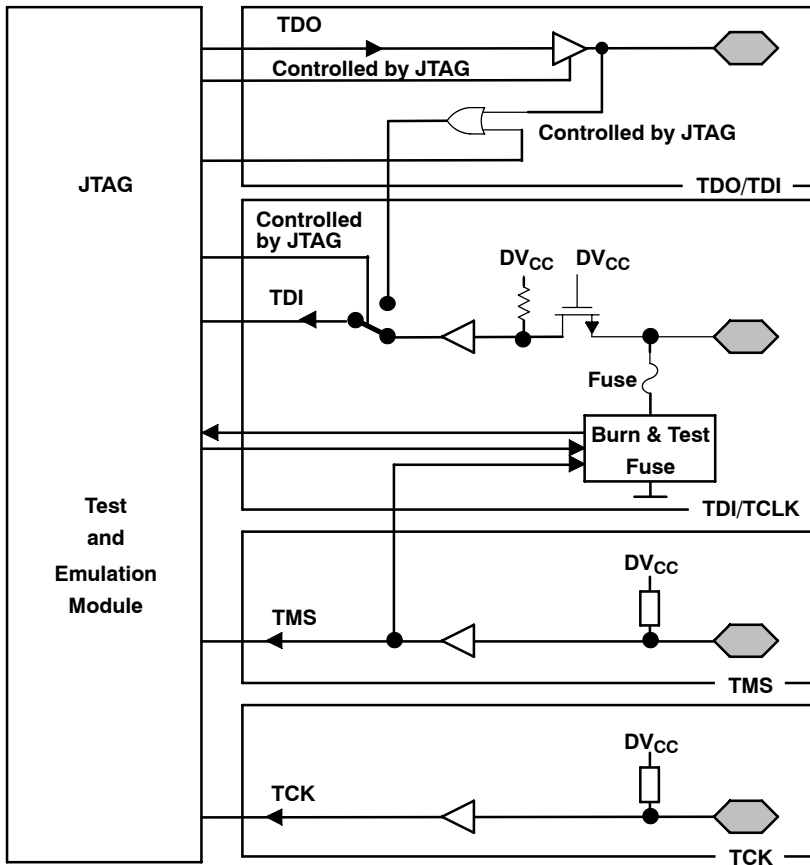 JTAG
Test
and
Emulation
Module
TDO
Controlled by JTAG
Controlled by JTAG
TDO/TDI
Controlled
by JTAG
TDI
DVCC
DVCC
Fuse
Burn & Test
Fuse
TDI/TCLK
TMS
DVCC
TMS
TCK
DVCC
TCK